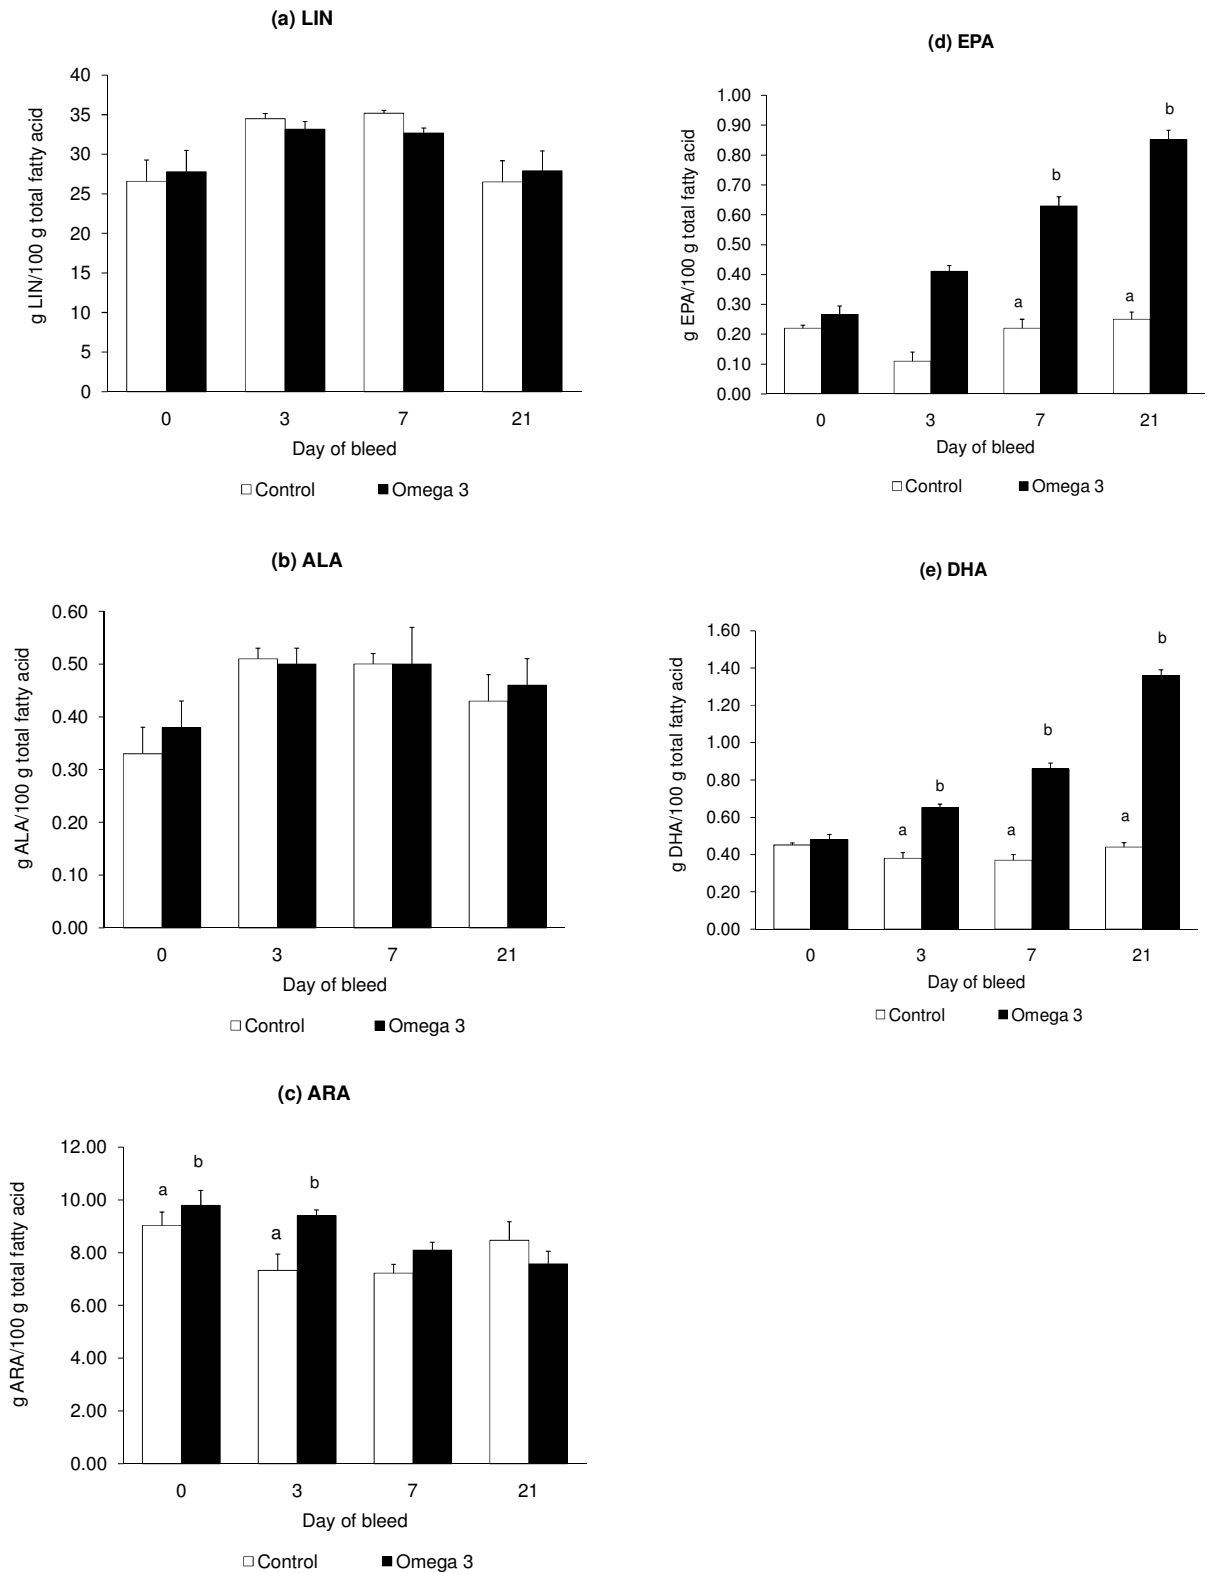 (a) LIN
40
35
30
25
20
15
10
5
0
g LIN/100 g total fatty acid
0 3 7 21
Day of bleed
Control Omega 3
(b) ALA
0.60
0.50
0.40
0.30
0.20
0.10
0.00
g ALA/100 g total fatty acid
0 3 7 21
Day of bleed
Control Omega 3
(c) ARA
12.00
10.00
8.00
6.00
4.00
2.00
0.00
g ARA/100 g total fatty acid
a b a b
0 3 7 21
Day of bleed
Control Omega 3
(d) EPA
1.00
0.90
0.80
0.70
0.60
0.50
0.40
0.30
0.20
0.10
0.00
g EPA/100 g total fatty acid
a b a b
0 3 7 21
Day of bleed
Control Omega 3
(e) DHA
1.60
1.40
1.20
1.00
0.80
0.60
0.40
0.20
0.00
g DHA/100 g total fatty acid
a b a b a b
0 3 7 21
Day of bleed
Control Omega 3